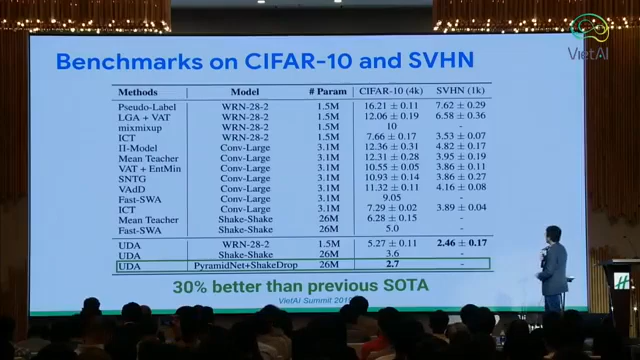 VietAI
Benchmarks on CIFAR-10 and SVHN
Methods Model # Param CIFAR-10 (4k) SVHN (1k)
Pseudo-Label WRN-28-2 1.5M 16.21 ± 0.11 7.62 ± 0.29
LGA + VAT WRN-28-2 1.5M 12.06 ± 0.19 6.58 ± 0.36
mixmixup WRN-28-2 1.5M 10 -
ICT WRN-28-2 1.5M 7.66 ± 0.17 3.53 ± 0.07
Π-Model Conv-Large 3.1M 12.36 ± 0.31 4.82 ± 0.17
Mean Teacher Conv-Large 3.1M 12.31 ± 0.28 3.95 ± 0.19
VAT + EntMin Conv-Large 3.1M 10.55 ± 0.05 3.86 ± 0.11
SNTG Conv-Large 3.1M 10.93 ± 0.14 3.86 ± 0.27
VAdD Conv-Large 3.1M 11.32 ± 0.11 4.16 ± 0.08
Fast-SWA Conv-Large 3.1M 9.05 -
ICT Conv-Large 3.1M 7.29 ± 0.02 3.89 ± 0.04
Mean Teacher Shake-Shake 26M 6.28 ± 0.15 -
Fast-SWA Shake-Shake 26M 5.0 -
UDA WRN-28-2 1.5M 5.27 ± 0.11 2.46 ± 0.17
UDA Shake-Shake 26M 3.6 -
UDA PyramidNet+ShakeDrop 26M 2.7 -
30% better than previous SOTA
VietAI Summit 2019